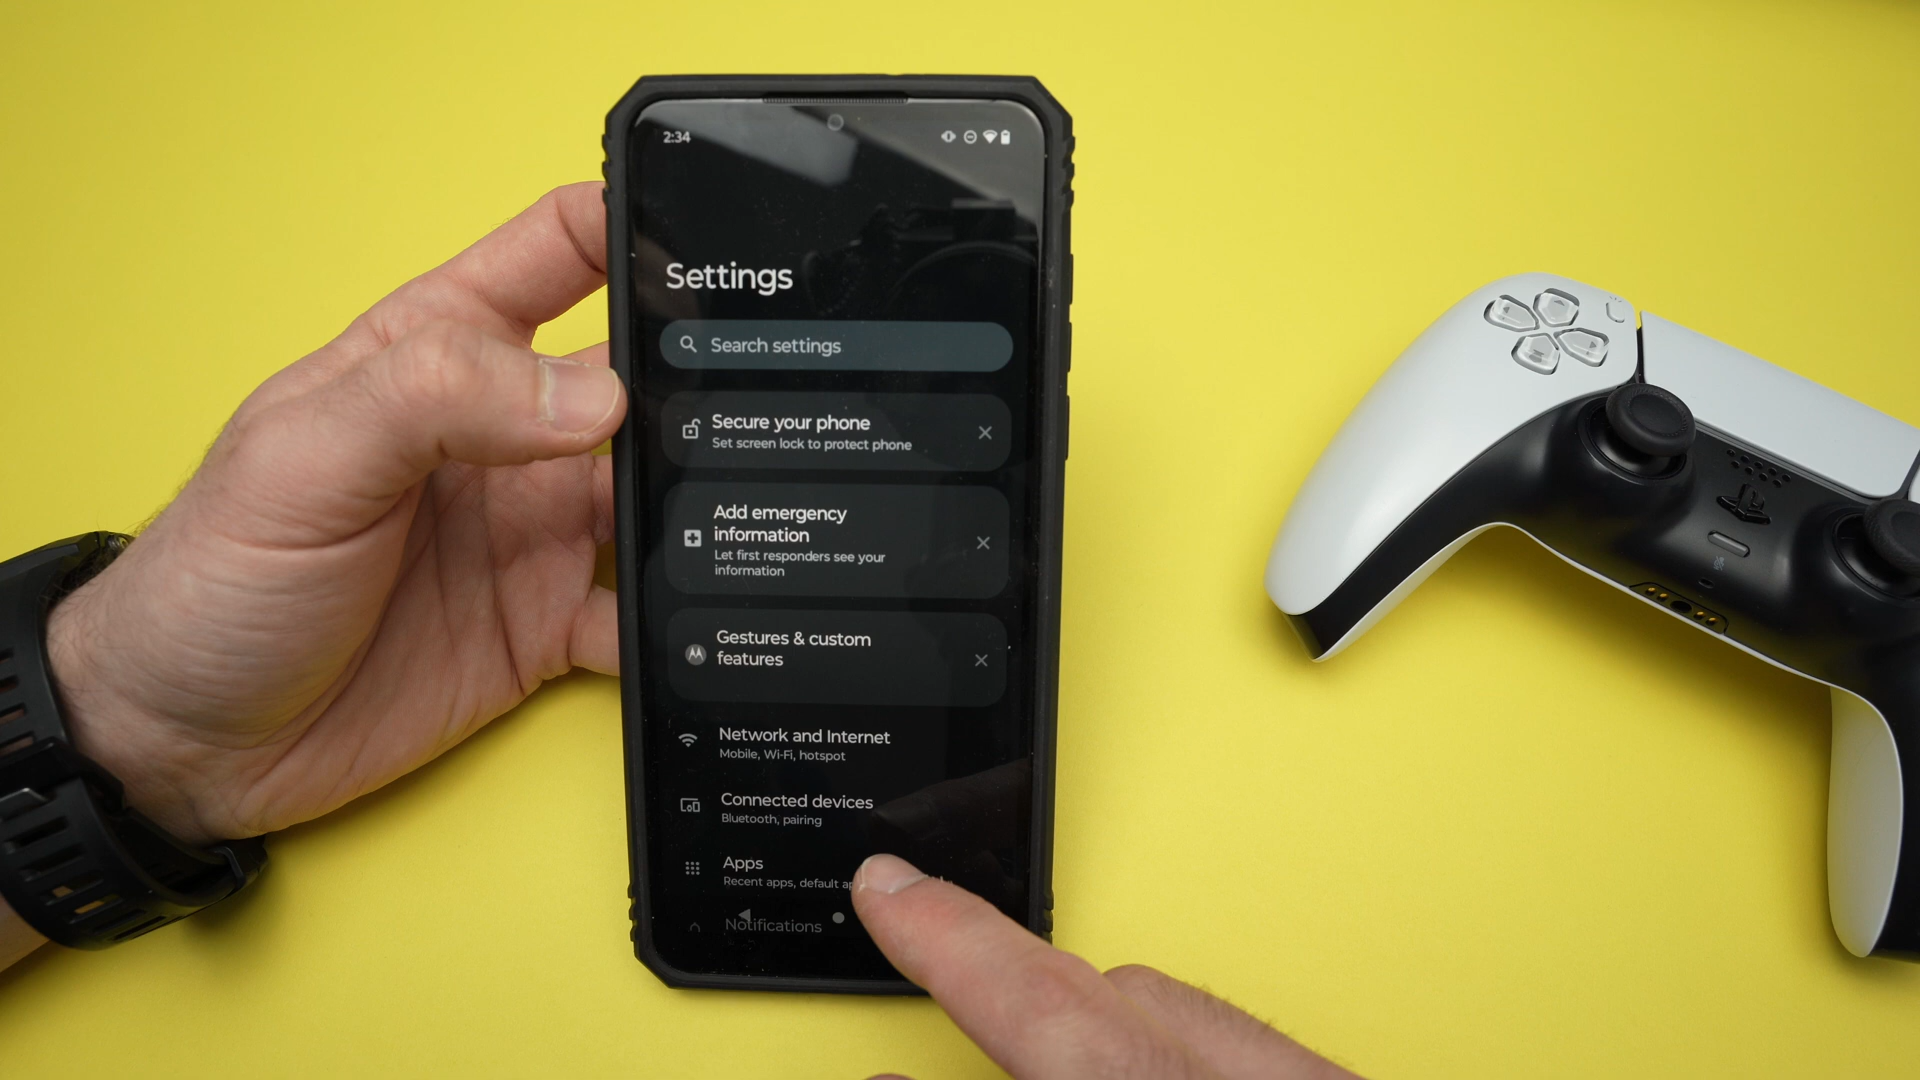 2:34
Settings
Search settings
Secure your phone
Set screen lock to protect phone
Add emergency
information
Let first responders see your
information
Gestures & custom
features
Network and Internet
Mobile, Wi-Fi, hotspot
Connected devices
Bluetooth, pairing
Apps
Recent apps, default
Notifications